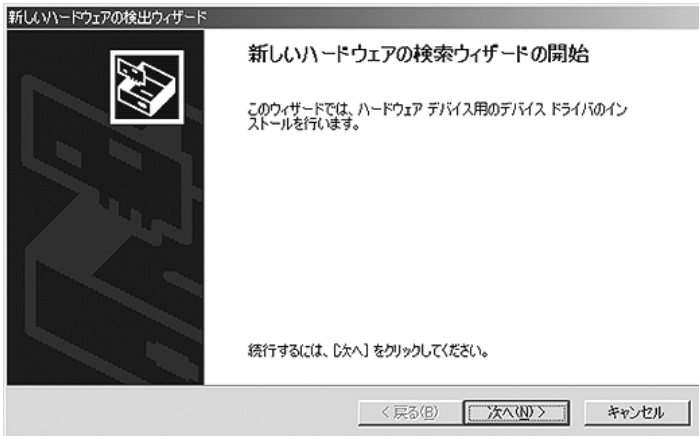 新しいハードウェアの検出ウィザード
新しいハードウェアの検索ウィザードの開始
このウィザードでは、ハードウェア デバイス用のデバイス ドライバのイン
ストールを行います。
続行するには、[次へ] をクリックしてください。
< 戻る(B)
次へ(N) >
キャンセル